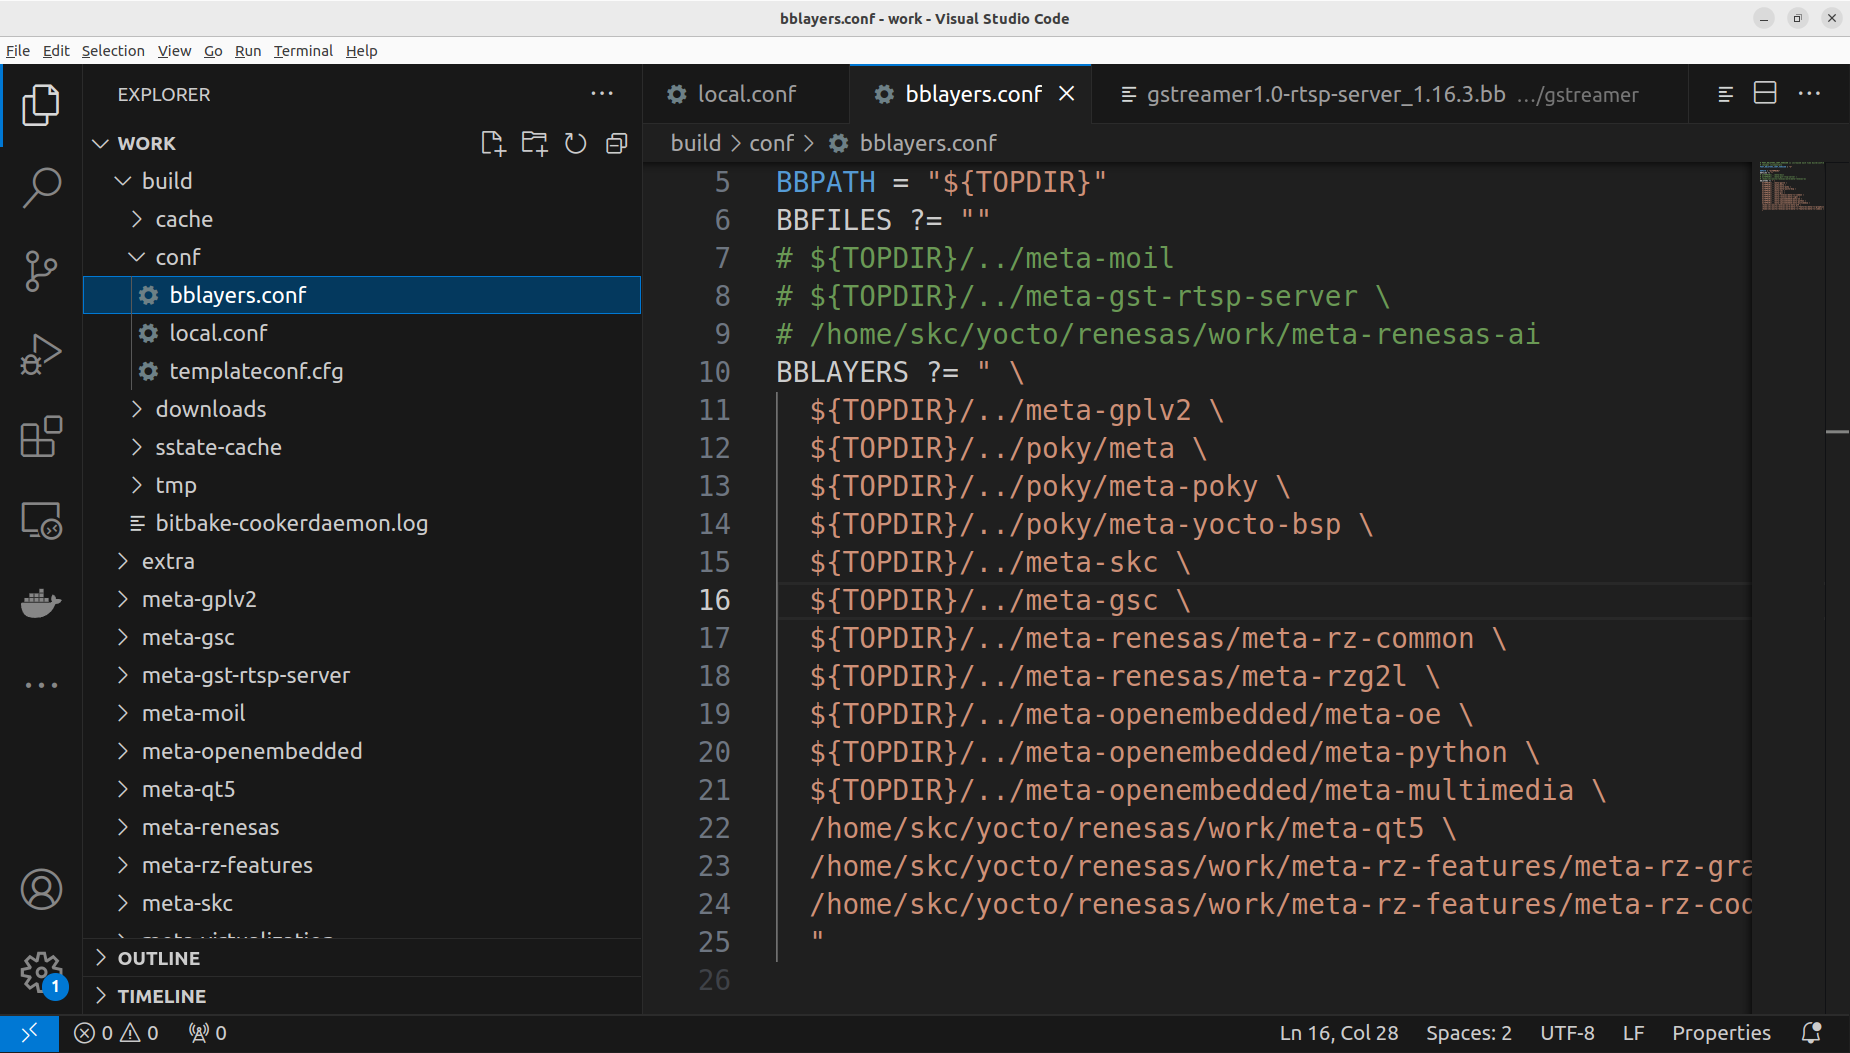 bblayers.conf - work - Visual Studio Code
File Edit Selection View Go Run Terminal Help
EXPLORER
WORK
build
cache
conf
bblayers.conf
local.conf
templateconf.cfg
downloads
sstate-cache
tmp
bitbake-cookerdaemon.log
extra
meta-gplv2
meta-gsc
meta-gst-rtsp-server
meta-moil
meta-openembedded
meta-qt5
meta-renesas
meta-rz-features
meta-skc
meta-virtualization
OUTLINE
TIMELINE
1
local.conf bblayers.conf gstreamer1.0-rtsp-server_1.16.3.bb .../gstreamer
build > conf > bblayers.conf
5 BBPATH = "${TOPDIR}"
6 BBFILES ?= ""
7 # ${TOPDIR}/../meta-moil
8 # ${TOPDIR}/../meta-gst-rtsp-server \
9 # /home/skc/yocto/renesas/work/meta-renesas-ai
10 BBLAYERS ?= " \
11 ${TOPDIR}/../meta-gplv2 \
12 ${TOPDIR}/../poky/meta \
13 ${TOPDIR}/../poky/meta-poky \
14 ${TOPDIR}/../poky/meta-yocto-bsp \
15 ${TOPDIR}/../meta-skc \
16 ${TOPDIR}/../meta-gsc \
17 ${TOPDIR}/../meta-renesas/meta-rz-common \
18 ${TOPDIR}/../meta-renesas/meta-rzg2l \
19 ${TOPDIR}/../meta-openembedded/meta-oe \
20 ${TOPDIR}/../meta-openembedded/meta-python \
21 ${TOPDIR}/../meta-openembedded/meta-multimedia \
22 /home/skc/yocto/renesas/work/meta-qt5 \
23 /home/skc/yocto/renesas/work/meta-rz-features/meta-rz-gra
24 /home/skc/yocto/renesas/work/meta-rz-features/meta-rz-cod
25 "
26
0 0 0 Ln 16, Col 28 Spaces: 2 UTF-8 LF Properties